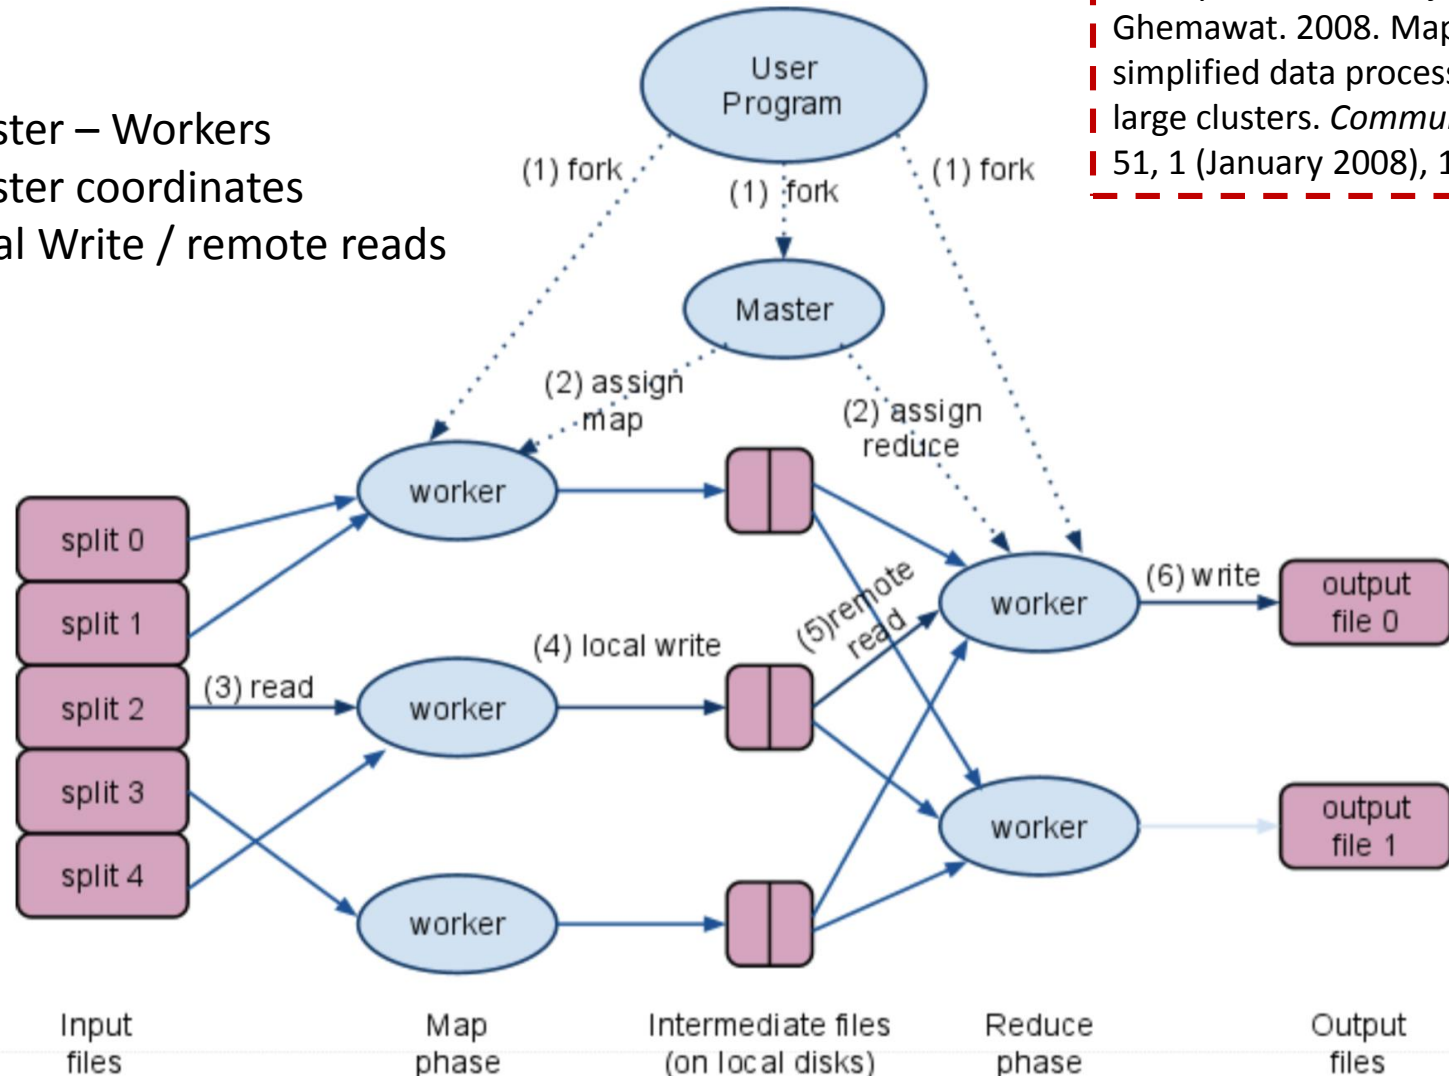 Ghemawat. 2008. Map
simplified data process
large clusters. Commu
51, 1 (January 2008), 1
ster – Workers
ster coordinates
al Write / remote reads
User
Program
(1) fork
(1) fork
(1) fork
Master
(2) assign
map
(2) assign
reduce
worker
split 0
split 1
split 2
split 3
split 4
(3) read
worker
(4) local write
(5)remote
read
worker
(6) write
output
file 0
worker
worker
output
file 1
Input
files
Map
phase
Intermediate files
(on local disks)
Reduce
phase
Output
files